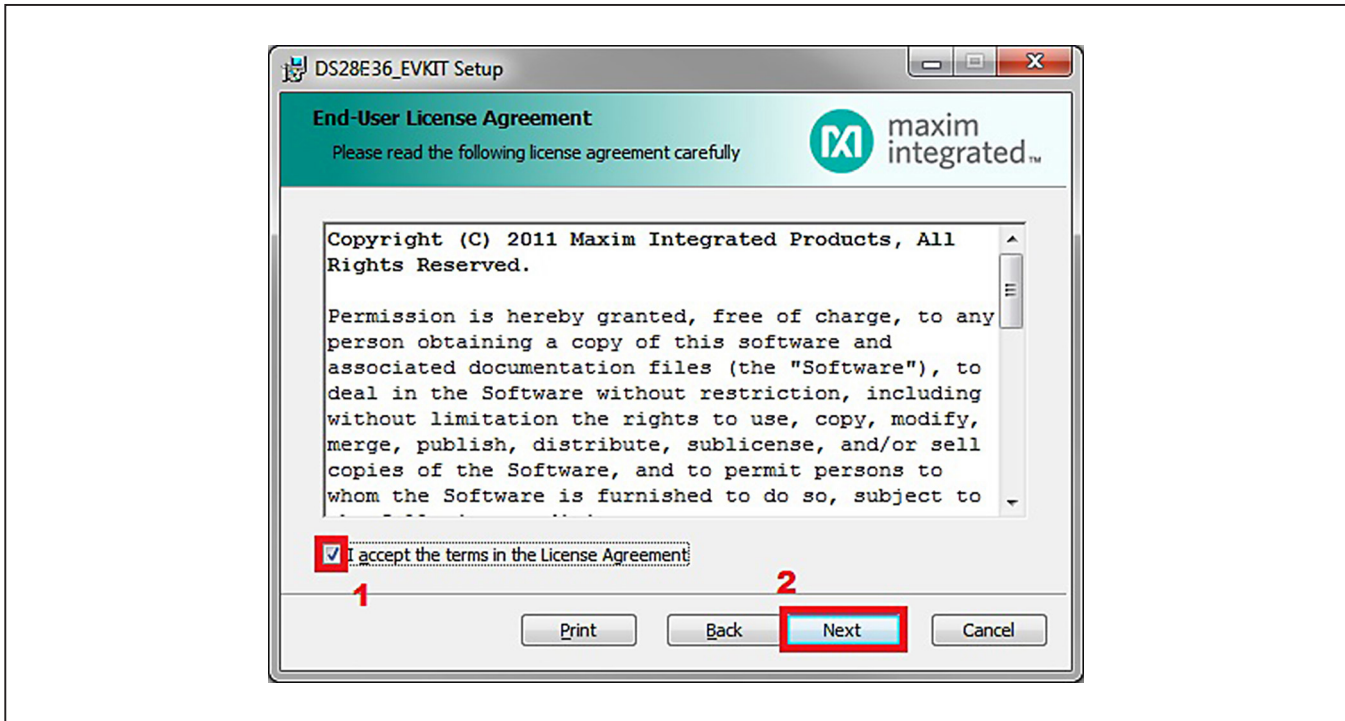 DS28E36_EVKIT Setup
End-User License Agreement
Please read the following license agreement carefully
maxim
integrated™
Copyright (C) 2011 Maxim Integrated Products, All
Rights Reserved.
Permission is hereby granted, free of charge, to any
person obtaining a copy of this software and
associated documentation files (the "Software"), to
deal in the Software without restriction, including
without limitation the rights to use, copy, modify,
merge, publish, distribute, sublicense, and/or sell
copies of the Software, and to permit persons to
whom the Software is furnished to do so, subject to
I accept the terms in the License Agreement
1
2
Print Back Next Cancel